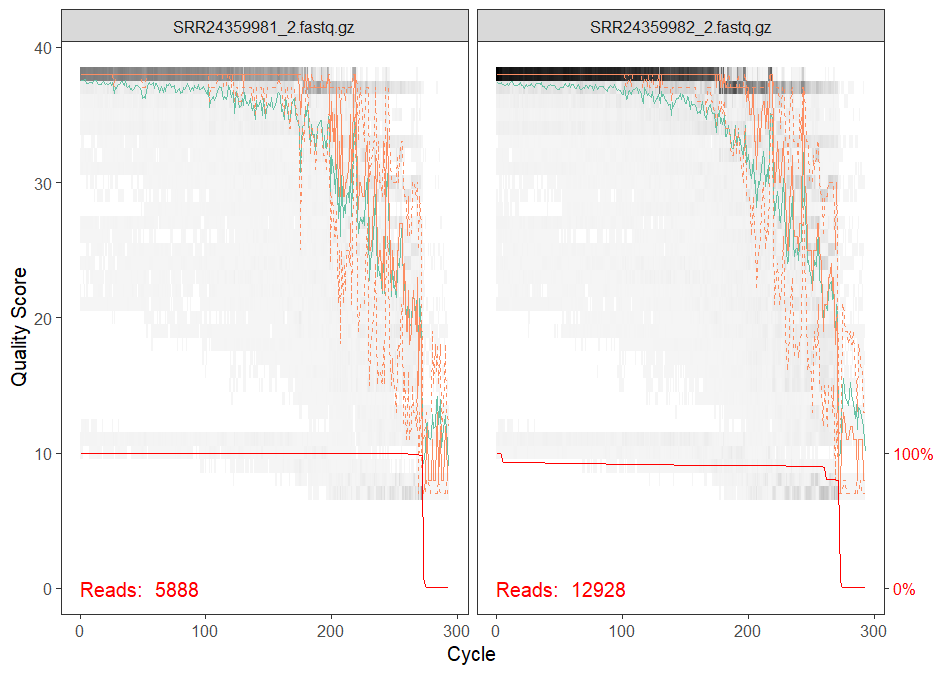 SRR24359981_2.fastq.gz
SRR24359982_2.fastq.gz
40
30
20
10
0
Quality Score
100%
0%
Reads: 5888
Reads: 12928
0
100
200
300
0
100
200
300
Cycle